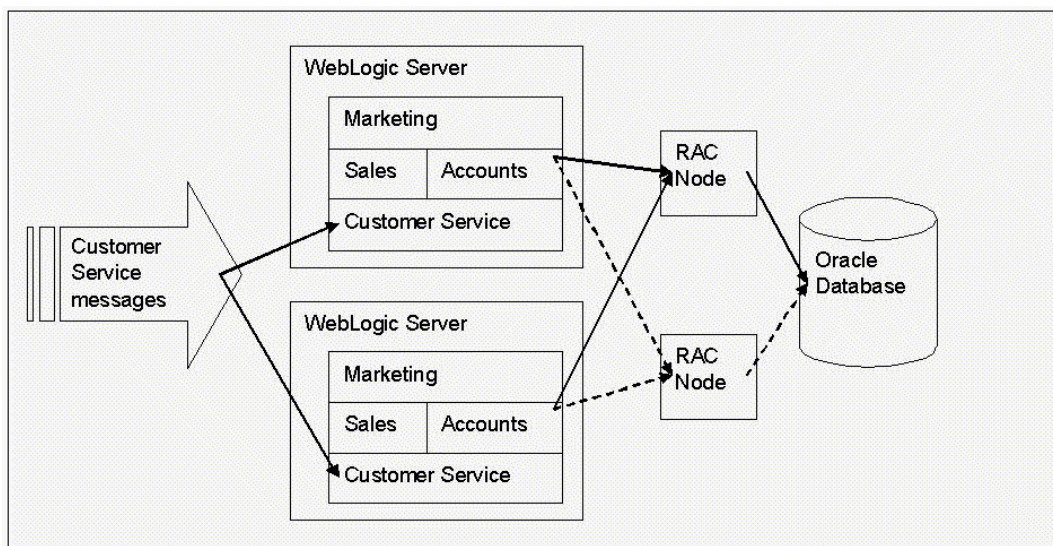 Customer
Service
messages
WebLogic Server
Marketing
Sales
Accounts
Customer Service
WebLogic Server
Marketing
Sales
Accounts
Customer Service
RAC
Node
RAC
Node
Oracle
Database